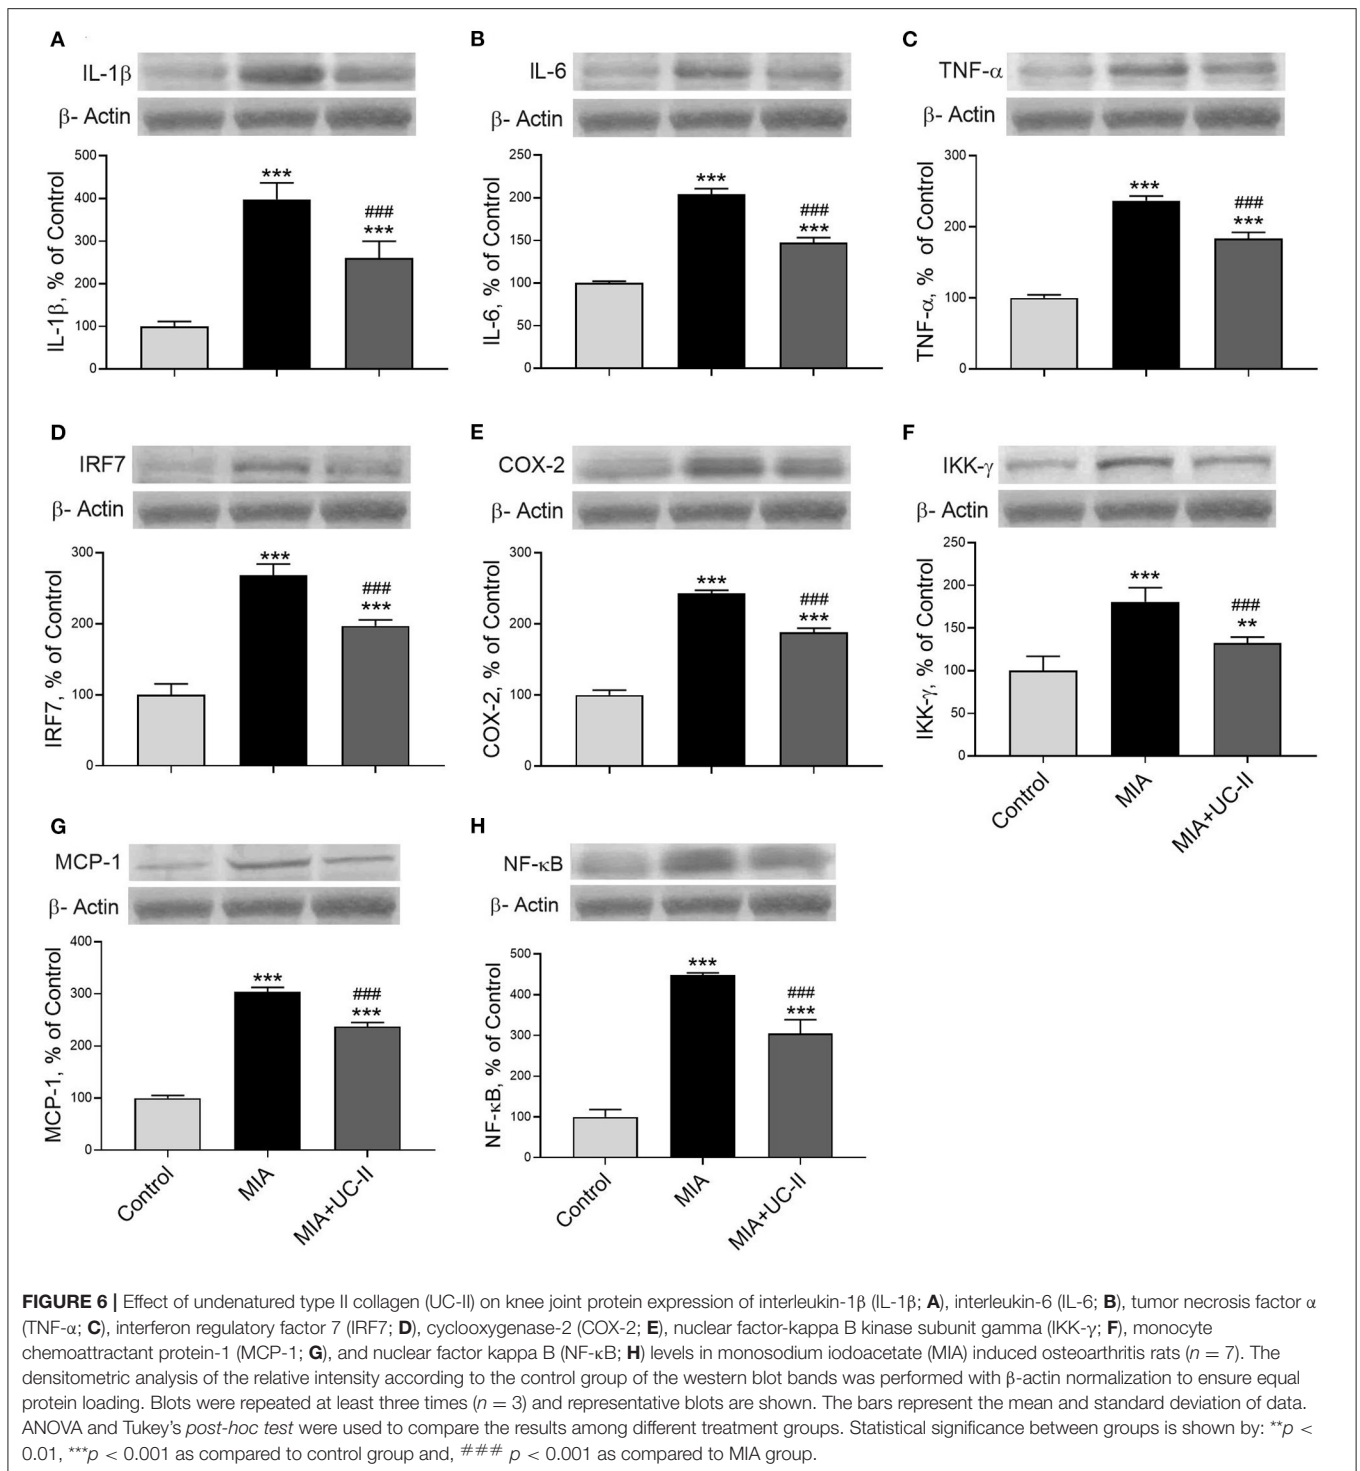 A
IL-1β
β- Actin
IL-1β, % of Control
500
400
300
200
100
0
***
###
***
B
IL-6
β- Actin
IL-6, % of Control
250
200
150
100
50
0
***
###
***
C
TNF-α
β- Actin
TNF-α, % of Control
300
200
100
0
***
###
***
D
IRF7
β- Actin
IRF7, % of Control
300
200
100
0
***
###
***
E
COX-2
β- Actin
COX-2, % of Control
300
200
100
0
***
###
***
F
IKK-γ
β- Actin
IKK-γ, % of Control
250
200
150
100
50
0
***
###
**
Control
MIA
MIA+UC-II
G
MCP-1
β- Actin
MCP-1, % of Control
400
300
200
100
0
***
###
***
Control
MIA
MIA+UC-II
H
NF-κB
β- Actin
NF-κB, % of Control
500
400
300
200
100
0
***
###
***
Control
MIA
MIA+UC-II
FIGURE 6 | Effect of undenatured type II collagen (UC-II) on knee joint protein expression of interleukin-1β (IL-1β; A), interleukin-6 (IL-6; B), tumor necrosis factor α
(TNF-α; C), interferon regulatory factor 7 (IRF7; D), cyclooxygenase-2 (COX-2; E), nuclear factor-kappa B kinase subunit gamma (IKK-γ; F), monocyte
chemoattractant protein-1 (MCP-1; G), and nuclear factor kappa B (NF-κB; H) levels in monosodium iodoacetate (MIA) induced osteoarthritis rats (n = 7). The
densitometric analysis of the relative intensity according to the control group of the western blot bands was performed with β-actin normalization to ensure equal
protein loading. Blots were repeated at least three times (n = 3) and representative blots are shown. The bars represent the mean and standard deviation of data.
ANOVA and Tukey's post-hoc test were used to compare the results among different treatment groups. Statistical significance between groups is shown by: **p <
0.01, ***p < 0.001 as compared to control group and, ### p < 0.001 as compared to MIA group.